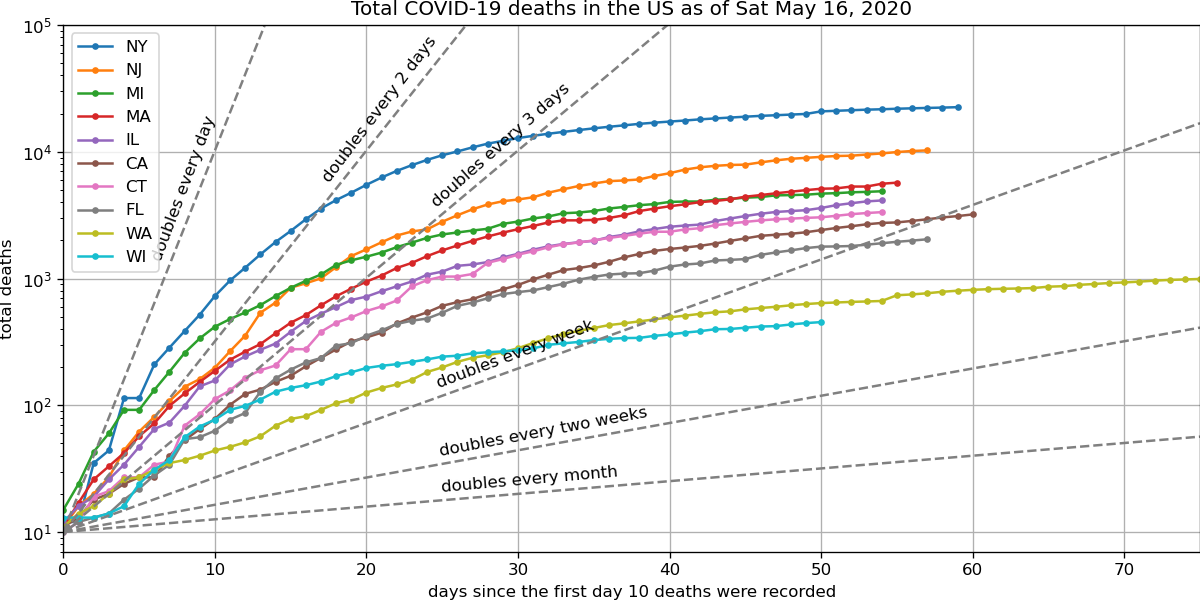 Total COVID-19 deaths in the US as of Sat May 16, 2020
10^5
10^4
10^3
10^2
10^1
total deaths
NY
NJ
MI
MA
IL
CA
CT
FL
WA
WI
doubles every day
doubles every 2 days
doubles every 3 days
doubles every week
doubles every two weeks
doubles every month
0 10 20 30 40 50 60 70
days since the first day 10 deaths were recorded